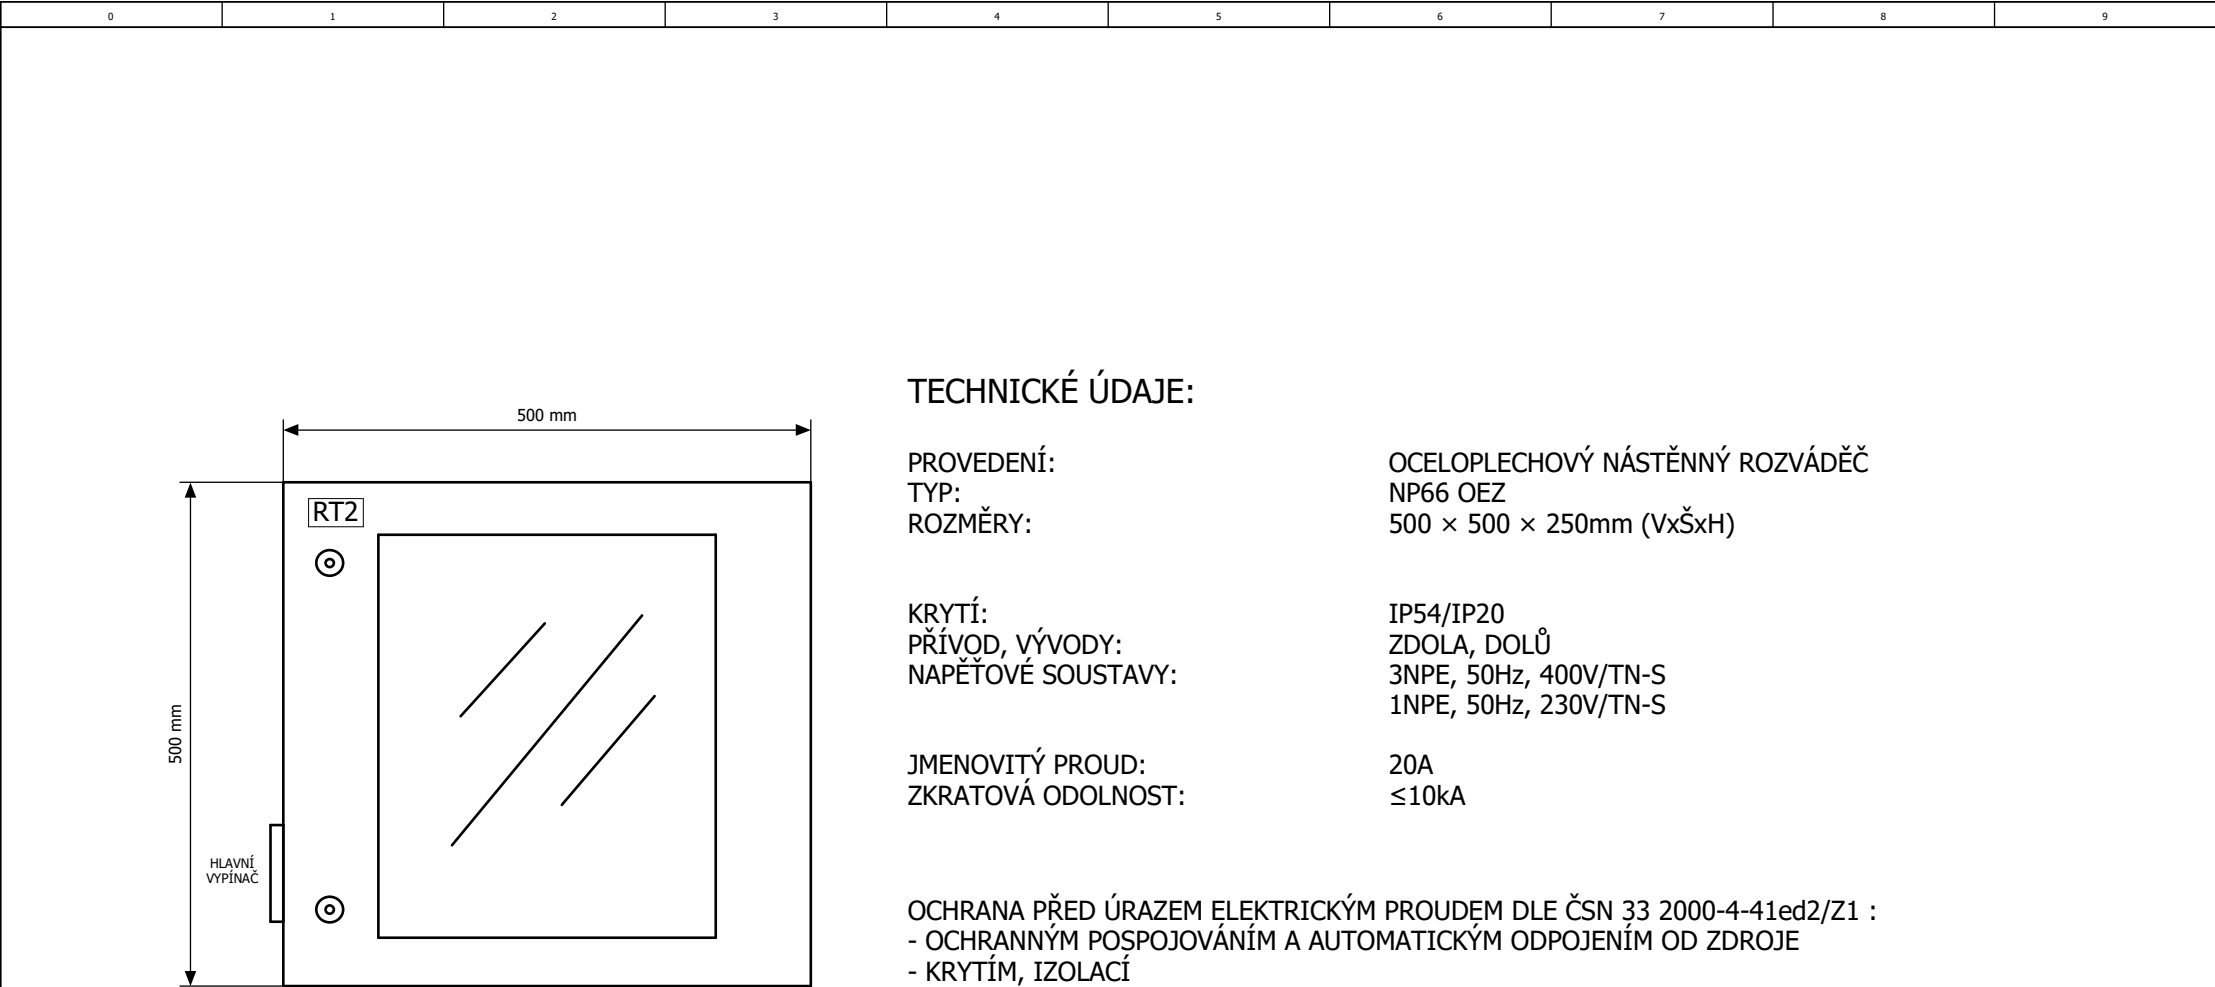 0 1 2 3 4 5 6 7 8 9
500 mm
500 mm
RT2
HLAVNÍ
VYPÍNAČ
TECHNICKÉ ÚDAJE:
PROVEDENÍ: OCELOPLECHOVÝ NÁSTĚNNÝ ROZVÁDĚČ
TYP: NP66 OEZ
ROZMĚRY: 500 × 500 × 250mm (VxŠxH)
KRYTÍ: IP54/IP20
PŘÍVOD, VÝVODY: ZDOLA, DOLŮ
NAPĚŤOVÉ SOUSTAVY: 3NPE, 50Hz, 400V/TN-S
1NPE, 50Hz, 230V/TN-S
JMENOVITÝ PROUD: 20A
ZKRATOVÁ ODOLNOST: ≤10kA
OCHRANA PŘED ÚRAZEM ELEKTRICKÝM PROUDEM DLE ČSN 33 2000-4-41ed2/Z1 :
- OCHRANNÝM POSPOJOVÁNÍM A AUTOMATICKÝM ODPOJENÍM OD ZDROJE
- KRYTÍM, IZOLACÍ